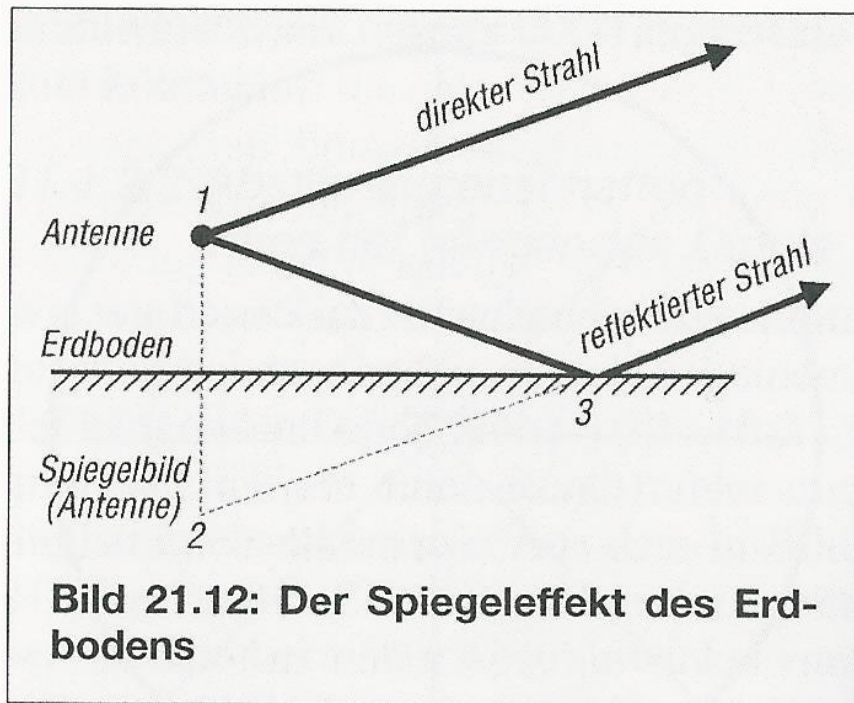 direkter Strahl
1
Antenne
reflektierter Strahl
Erdboden
3
Spiegelbild
(Antenne)
2
Bild 21.12: Der Spiegeleffekt des Erd-
bodens